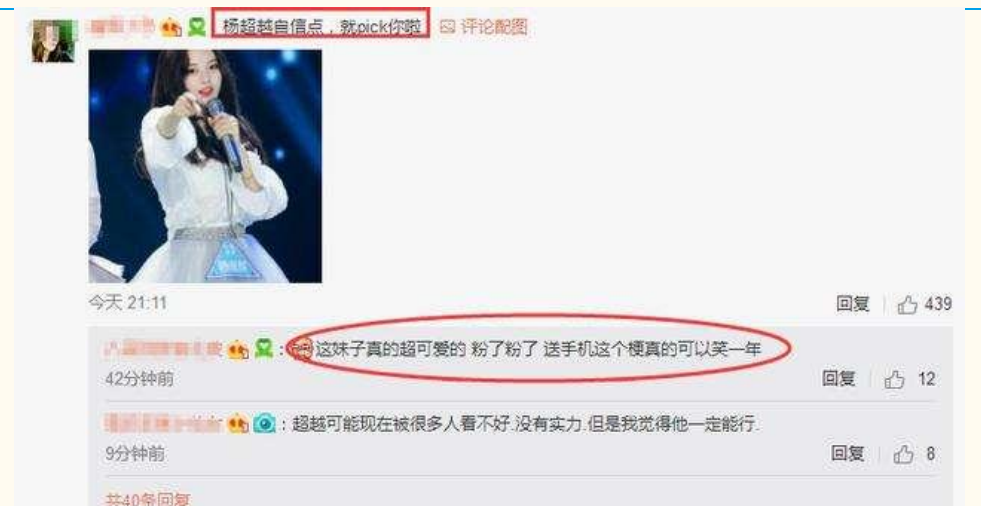 杨超越自信点，就pick你啦 评论配图
今天 21:11
回复 439
：这妹子真的超可爱的 粉了粉了 送手机这个梗真的可以笑一年
42分钟前
回复 12
：超越可能现在被很多人看不好.没有实力.但是我觉得他一定能行.
9分钟前
回复 8
共40条回复